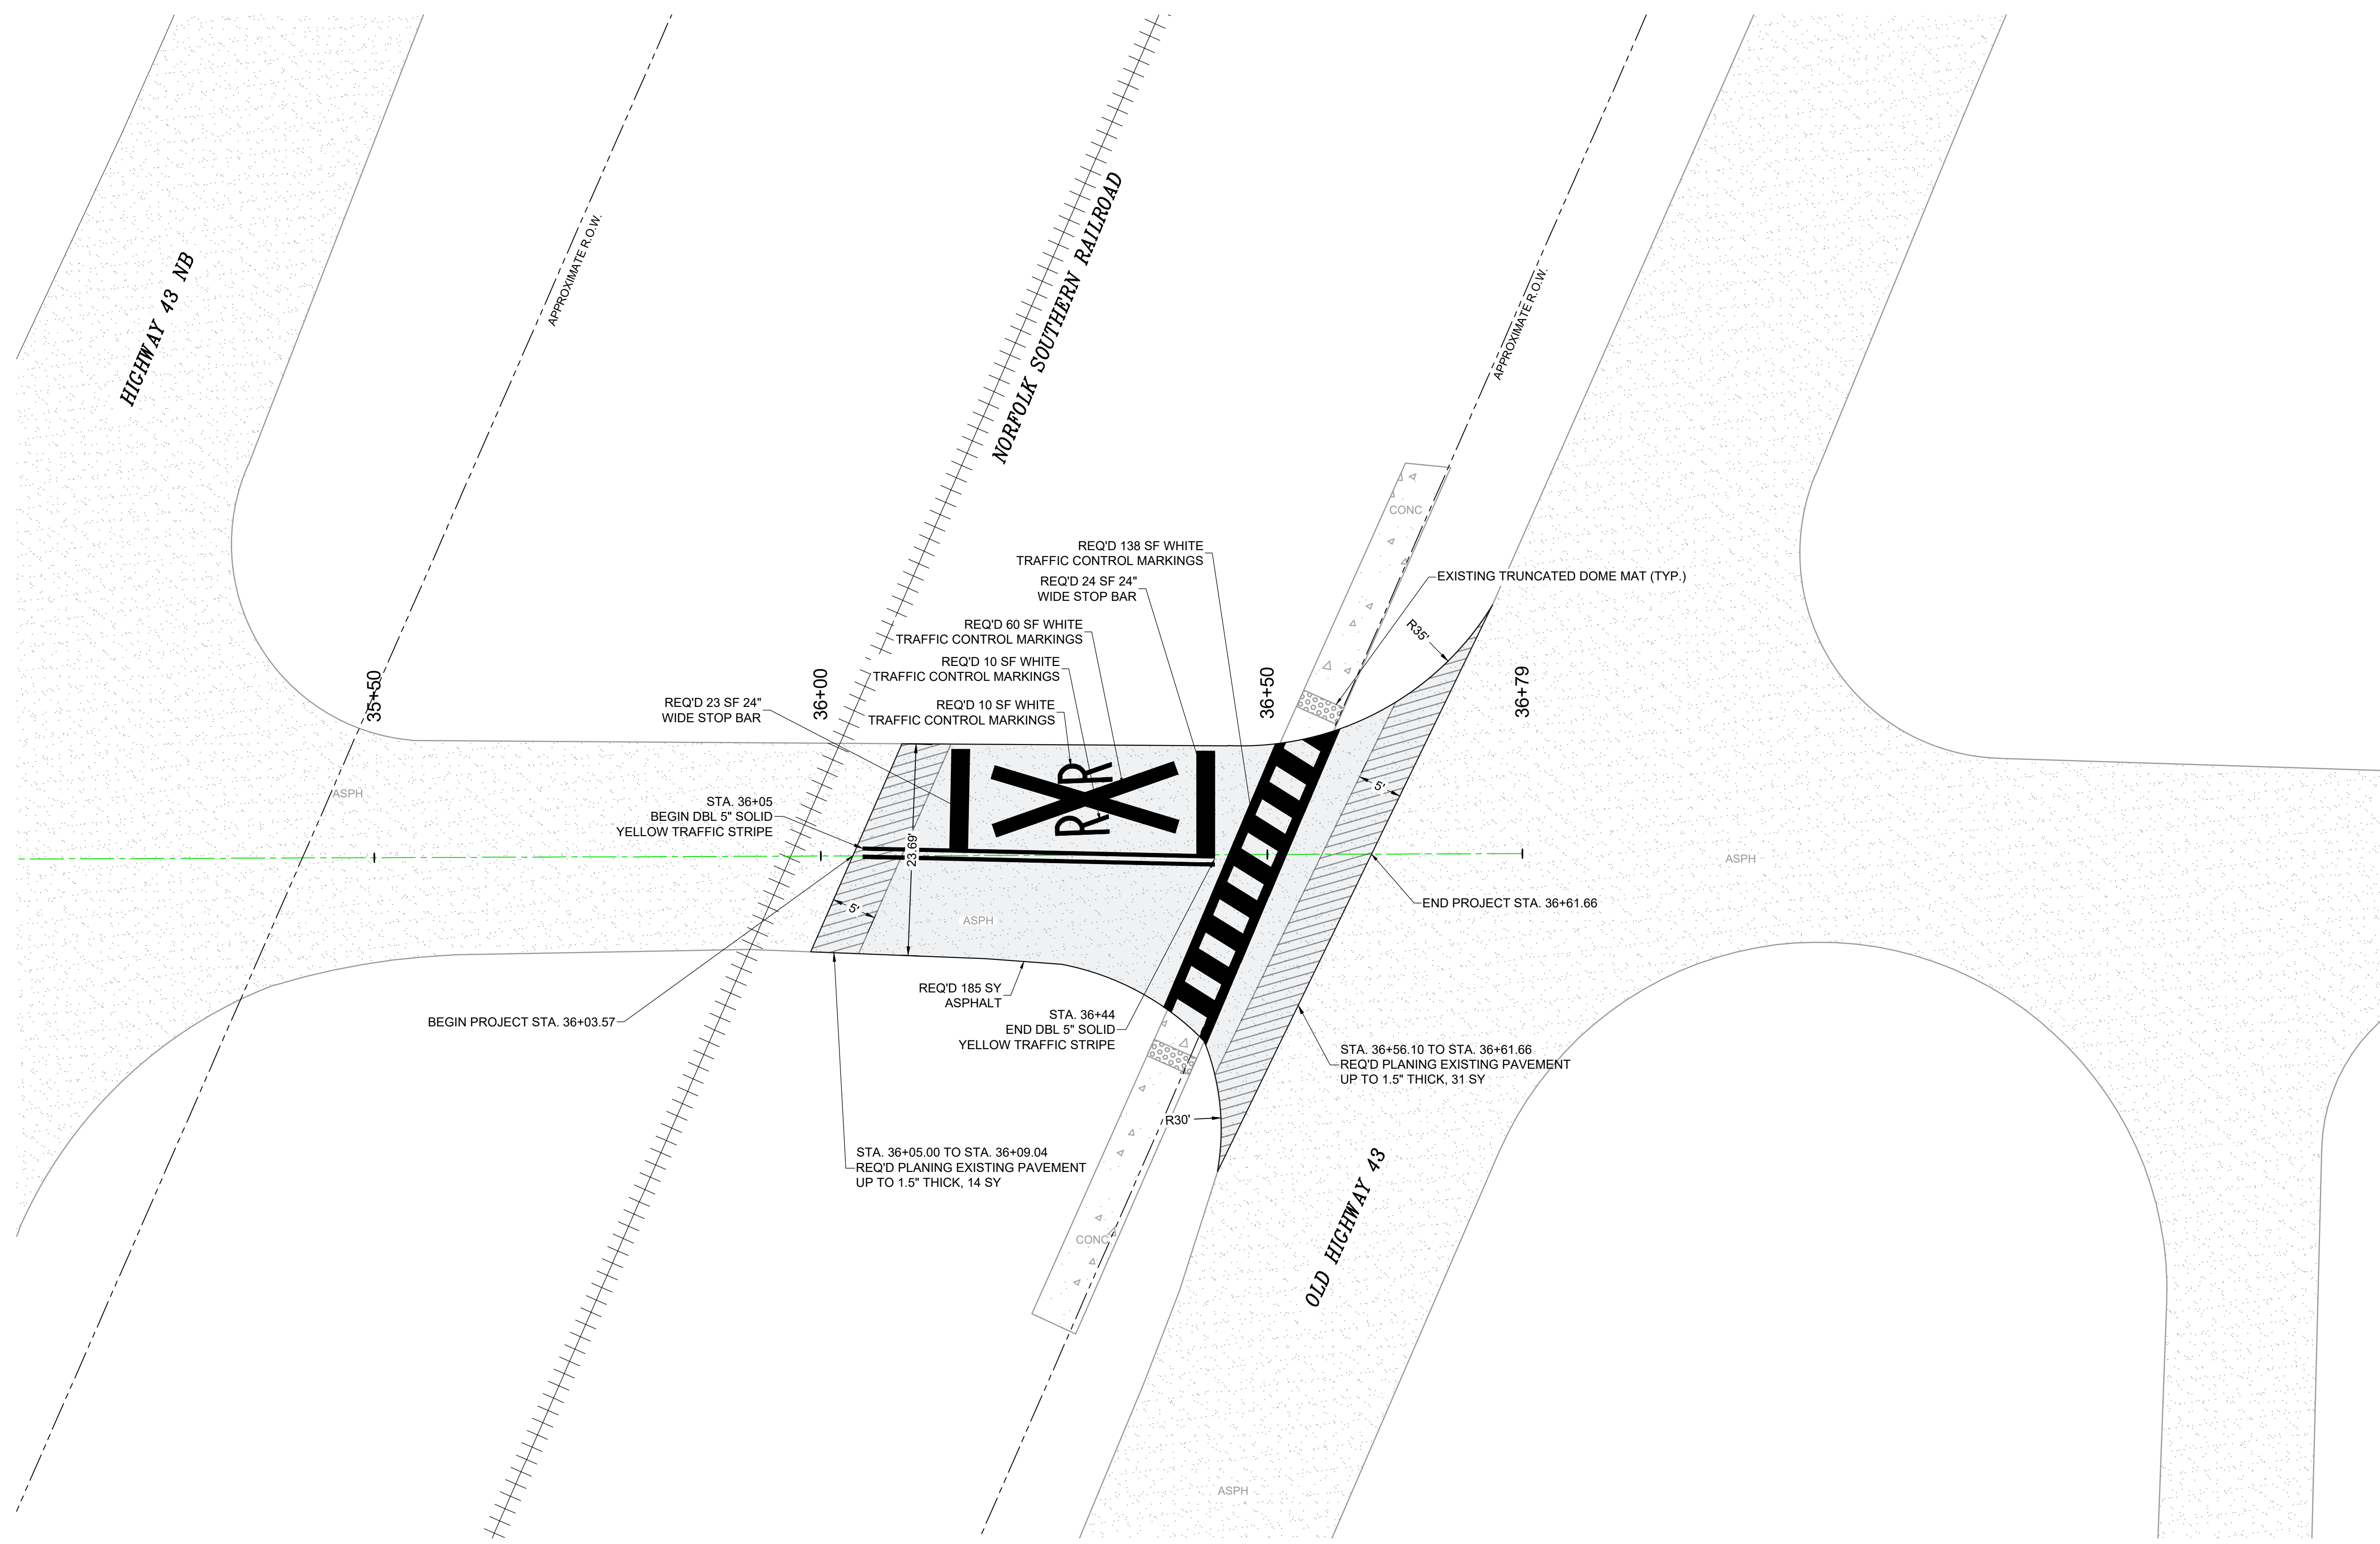 HIGHWAY 43 NB
APPROXIMATE R.O.W.
NORFOLK SOUTHERN RAILROAD
APPROXIMATE R.O.W.
CONC
REQ'D 138 SF WHITE
TRAFFIC CONTROL MARKINGS
REQ'D 24 SF 24"
WIDE STOP BAR
EXISTING TRUNCATED DOME MAT (TYP.)
REQ'D 60 SF WHITE
TRAFFIC CONTROL MARKINGS
R35'
REQ'D 10 SF WHITE
TRAFFIC CONTROL MARKINGS
REQ'D 23 SF 24"
WIDE STOP BAR
REQ'D 10 SF WHITE
TRAFFIC CONTROL MARKINGS
35+50
36+00
36+50
36+79
R
R
ASPH
STA. 36+05
BEGIN DBL 5" SOLID
YELLOW TRAFFIC STRIPE
23.69'
5'
5'
ASPH
ASPH
END PROJECT STA. 36+61.66
REQ'D 185 SY
ASPHALT
BEGIN PROJECT STA. 36+03.57
STA. 36+44
END DBL 5" SOLID
YELLOW TRAFFIC STRIPE
STA. 36+56.10 TO STA. 36+61.66
REQ'D PLANING EXISTING PAVEMENT
UP TO 1.5" THICK, 31 SY
R30'
STA. 36+05.00 TO STA. 36+09.04
REQ'D PLANING EXISTING PAVEMENT
UP TO 1.5" THICK, 14 SY
CONC
OLD HIGHWAY 43
ASPH